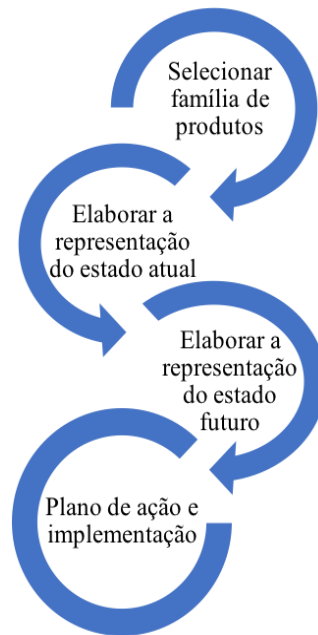 Selecionar
família de
produtos
Elaborar a
representação
do estado atual
Elaborar a
representação
do estado
futuro
Plano de ação e
implementação